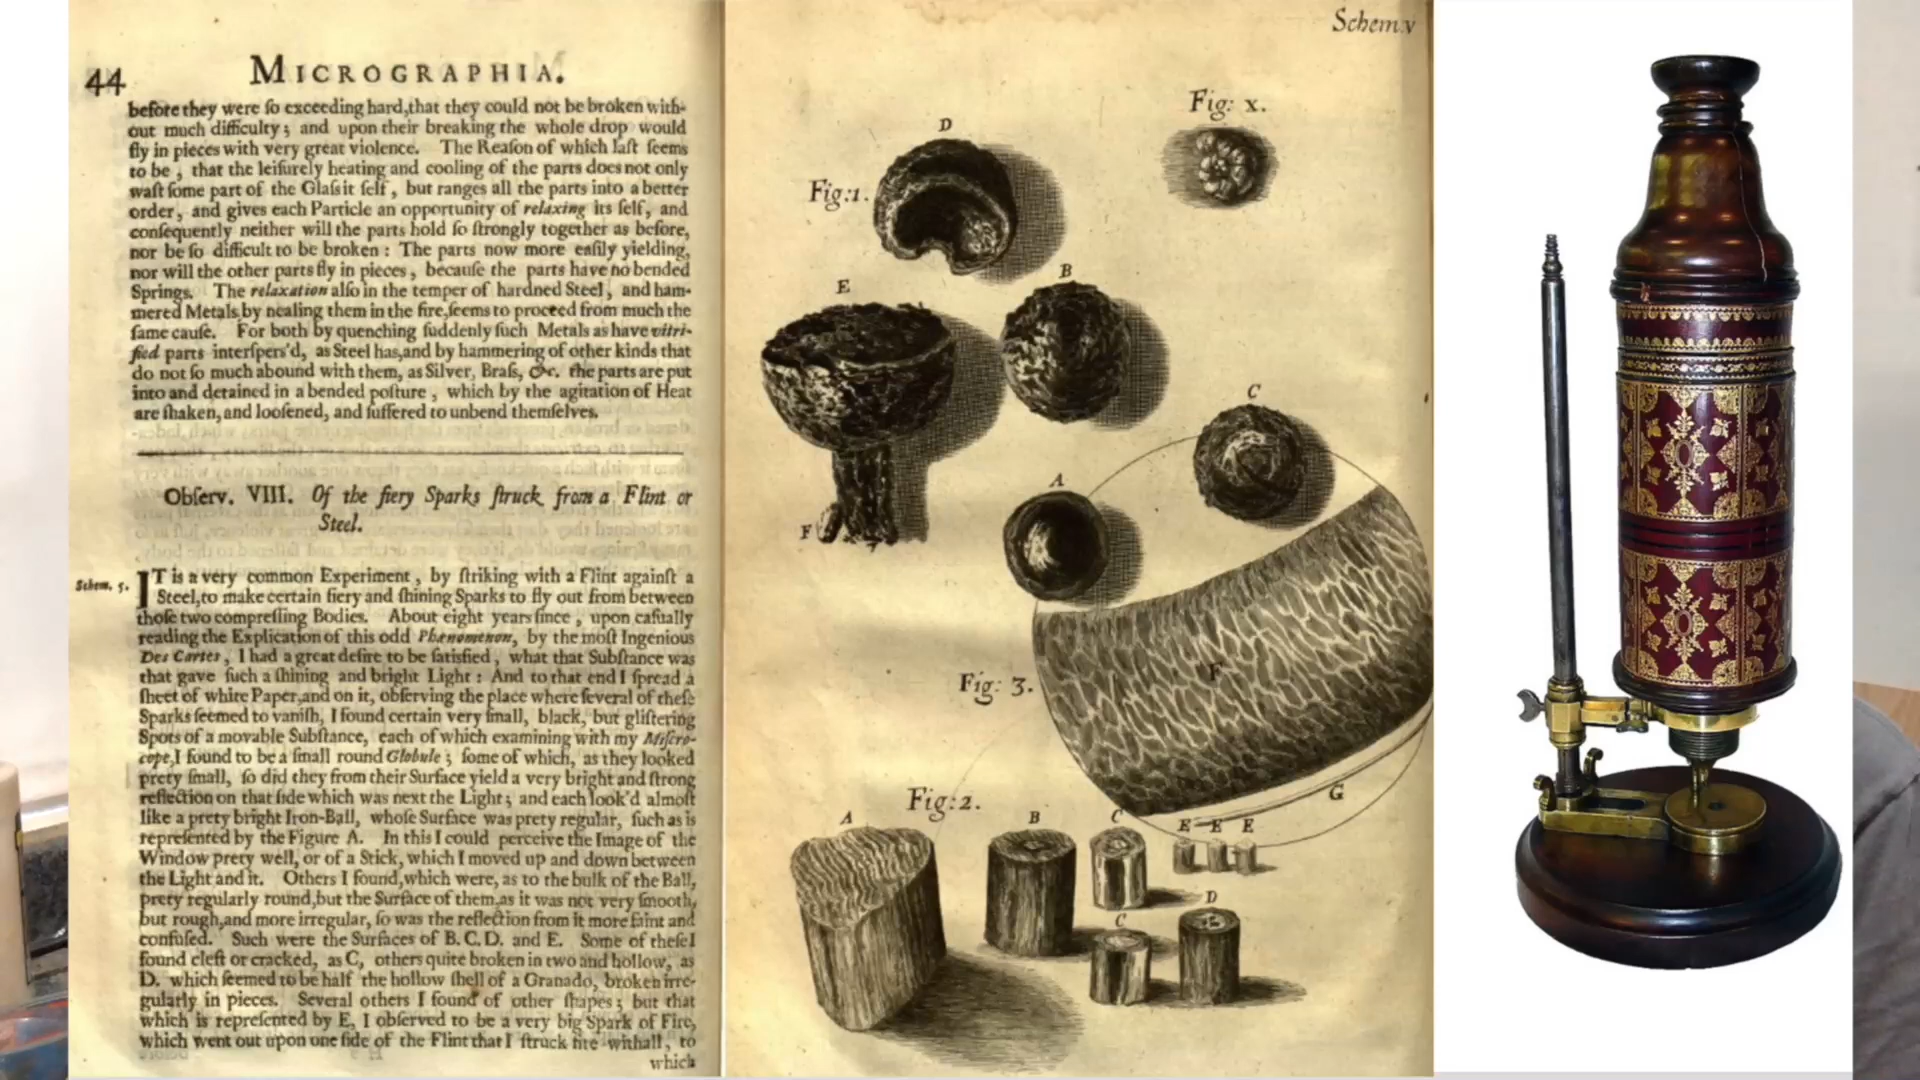 44
MICROGRAPHIA.
before they were ſo exceeding hard, that they could not be broken with-
out much difficulty; and upon their breaking the whole drop would
fly in pieces with very great violence. The Reaſon of which laſt ſeems
to be, that the leiſurely heating and cooling of the parts does not only
waſt ſome part of the Glaſs it ſelf, but ranges all the parts into a better
order, and gives each Particle an opportunity of relaxing its ſelf, and
conſequently neither will the parts hold ſo ſtrongly together as before,
nor be ſo difficult to be broken: The parts now more eaſily yielding,
nor will the other parts fly in pieces, becauſe the parts have no bended
Springs. The relaxation alſo in the temper of hardned Steel, and ham-
mered Metals, by nealing them in the fire, ſeems to proceed from much the
ſame cauſe. For both by quenching ſuddenly ſuch Metals as have vitri-
fied parts interſpers'd, as Steel has, and by hammering of other kinds that
do not ſo much abound with them, as Silver, Braſs, &c. the parts are put
into and detained in a bended poſture, which by the agitation of Heat
are ſhaken, and looſened, and ſuffered to unbend themſelves.
Obſerv. VIII. Of the fiery Sparks ſtruck from a Flint or
Steel.
Schem. 5.
IT is a very common Experiment, by ſtriking with a Flint againſt a
Steel, to make certain fiery and ſhining Sparks to fly out from between
thoſe two compreſſing Bodies. About eight years ſince, upon caſually
reading the Explication of this odd Phænomenon, by the moſt Ingenious
Des Cartes, I had a great deſire to be ſatisfied, what that Subſtance was
that gave ſuch a ſhining and bright Light: And to that end I ſpread a
ſheet of white Paper, and on it, obſerving the place where ſeveral of theſe
Sparks ſeemed to vaniſh, I found certain very ſmall, black, but gliſtering
Spots of a movable Subſtance, each of which examining with my Micro-
cope, I found to be a ſmall round Globule; ſome of which, as they looked
prety ſmall, ſo did they from their Surface yield a very bright and ſtrong
reflection on that ſide which was next the Light; and each look'd almoſt
like a prety bright Iron-Ball, whoſe Surface was prety regular, ſuch as is
repreſented by the Figure A. In this I could perceive the Image of the
Window prety well, or of a Stick, which I moved up and down between
the Light and it. Others I found, which were, as to the bulk of the Ball,
prety regularly round, but the Surface of them, as it was not very ſmooth,
but rough, and more irregular, ſo was the reflection from it more faint and
confuſed. Such were the Surfaces of B. C. D. and E. Some of theſe I
found cleft or cracked, as C, others quite broken in two and hollow, as
D. which ſeemed to be half the hollow ſhell of a Granado, broken irre-
gularly in pieces. Several others I found of other ſhapes; but that
which is repreſented by E, I obſerved to be a very big Spark of Fire,
which went out upon one ſide of the Flint that I ſtruck fire withall, to
which
Schem:v
Fig: x.
D
Fig:1.
B
E
C
A
F
F
Fig: 3.
G
Fig:2.
A
B
C
E E E
D
C